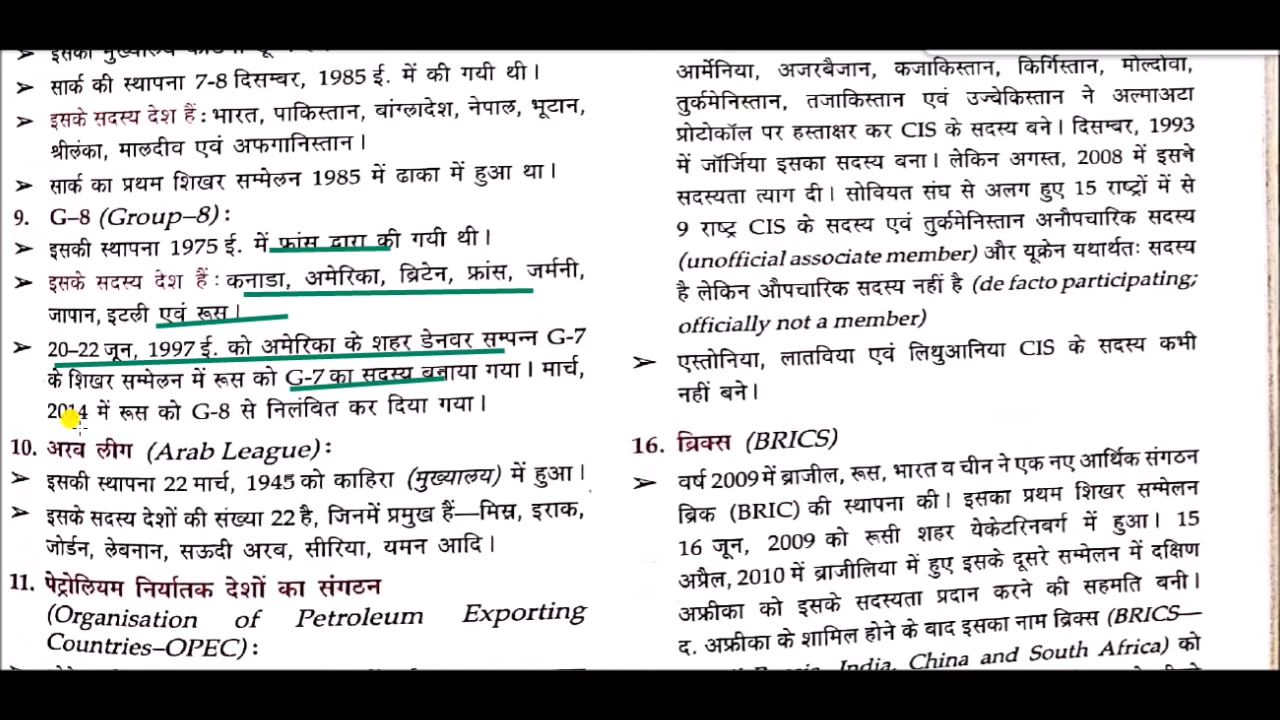 सार्क की स्थापना 7-8 दिसम्बर, 1985 ई. में की गयी थी।
इसके सदस्य देश हैं : भारत, पाकिस्तान, बांग्लादेश, नेपाल, भूटान,
श्रीलंका, मालदीव एवं अफगानिस्तान।
सार्क का प्रथम शिखर सम्मेलन 1985 में ढाका में हुआ था।
9. G–8 (Group–8) :
इसकी स्थापना 1975 ई. में फ्रांस द्वारा की गयी थी।
इसके सदस्य देश हैं : कनाडा, अमेरिका, ब्रिटेन, फ्रांस, जर्मनी,
जापान, इटली एवं रूस।
20–22 जून, 1997 ई. को अमेरिका के शहर डेनवर सम्पन्न G-7
के शिखर सम्मेलन में रूस को G-7 का सदस्य बनाया गया। मार्च,
2014 में रूस को G-8 से निलंबित कर दिया गया।
10. अरब लीग (Arab League) :
इसकी स्थापना 22 मार्च, 1945 को काहिरा (मुख्यालय) में हुआ।
इसके सदस्य देशों की संख्या 22 है, जिनमें प्रमुख हैं—मिस्र, इराक,
जोर्डन, लेबनान, सऊदी अरब, सीरिया, यमन आदि।
11. पेट्रोलियम निर्यातक देशों का संगठन
(Organisation of Petroleum Exporting
Countries–OPEC) :
आर्मेनिया, अजरबैजान, कजाकिस्तान, किर्गिस्तान, मोल्दोवा,
तुर्कमेनिस्तान, तजाकिस्तान एवं उज्वेकिस्तान ने अल्माअटा
प्रोटोकॉल पर हस्ताक्षर कर CIS के सदस्य बने। दिसम्बर, 1993
में जॉर्जिया इसका सदस्य बना। लेकिन अगस्त, 2008 में इसने
सदस्यता त्याग दी। सोवियत संघ से अलग हुए 15 राष्ट्रों में से
9 राष्ट्र CIS के सदस्य एवं तुर्कमेनिस्तान अनौपचारिक सदस्य
(unofficial associate member) और यूक्रेन यथार्थतः सदस्य
है लेकिन औपचारिक सदस्य नहीं है (de facto participating;
officially not a member)
एस्तोनिया, लातविया एवं लिथुआनिया CIS के सदस्य कभी
नहीं बने।
16. ब्रिक्स (BRICS)
वर्ष 2009 में ब्राजील, रूस, भारत व चीन ने एक नए आर्थिक संगठन
ब्रिक (BRIC) की स्थापना की। इसका प्रथम शिखर सम्मेलन
16 जून, 2009 को रूसी शहर येकेटरिनबर्ग में हुआ। 15
अप्रैल, 2010 में ब्राजीलिया में हुए इसके दूसरे सम्मेलन में दक्षिण
अफ्रीका को इसके सदस्यता प्रदान करने की सहमति बनी।
द. अफ्रीका के शामिल होने के बाद इसका नाम ब्रिक्स (BRICS—
Russia, India, China and South Africa) को